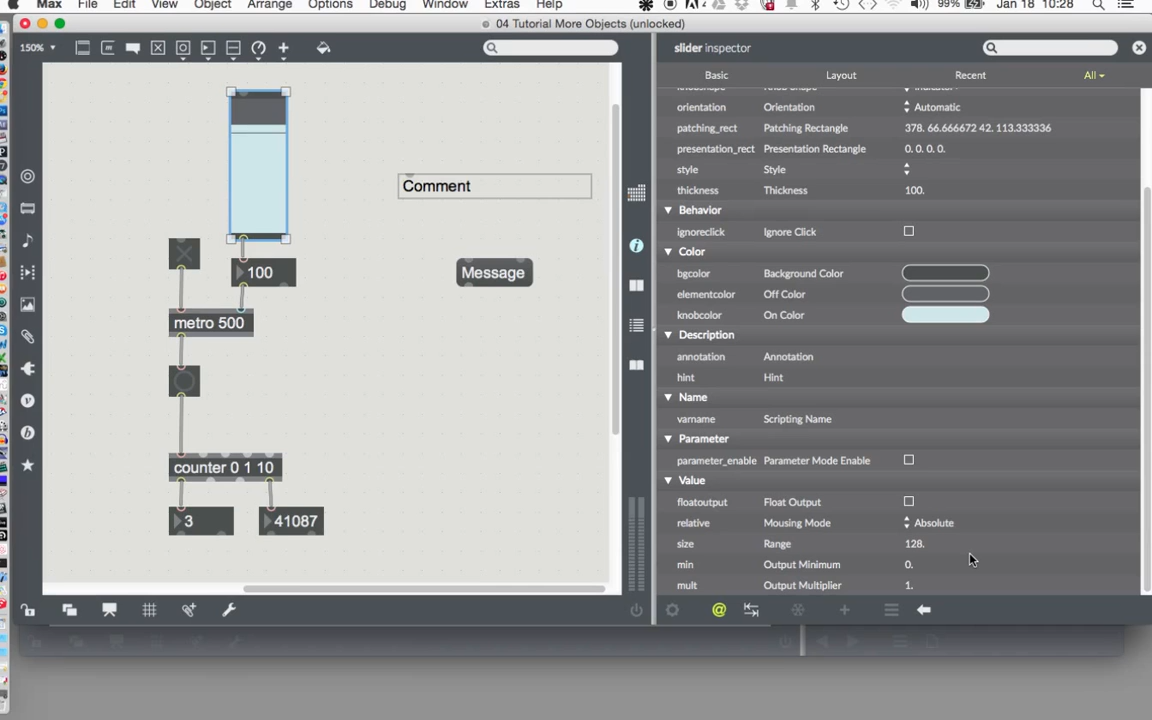 Max File Edit View Object Arrange Options Debug Window Extras Help
99% Jan 18 10:28
04 Tutorial More Objects (unlocked)
150%
slider inspector
Basic Layout Recent All
orientation Orientation Automatic
patching_rect Patching Rectangle 378. 66.666672 42. 113.333336
presentation_rect Presentation Rectangle 0. 0. 0. 0.
style Style
thickness Thickness 100.
Behavior
ignoreclick Ignore Click
Color
bgcolor Background Color
elementcolor Off Color
knobcolor On Color
Description
annotation Annotation
hint Hint
Name
varname Scripting Name
Parameter
parameter_enable Parameter Mode Enable
Value
floatoutput Float Output
relative Mousing Mode Absolute
size Range 128.
min Output Minimum 0.
mult Output Multiplier 1.
Comment
100
Message
metro 500
counter 0 1 10
3
41087